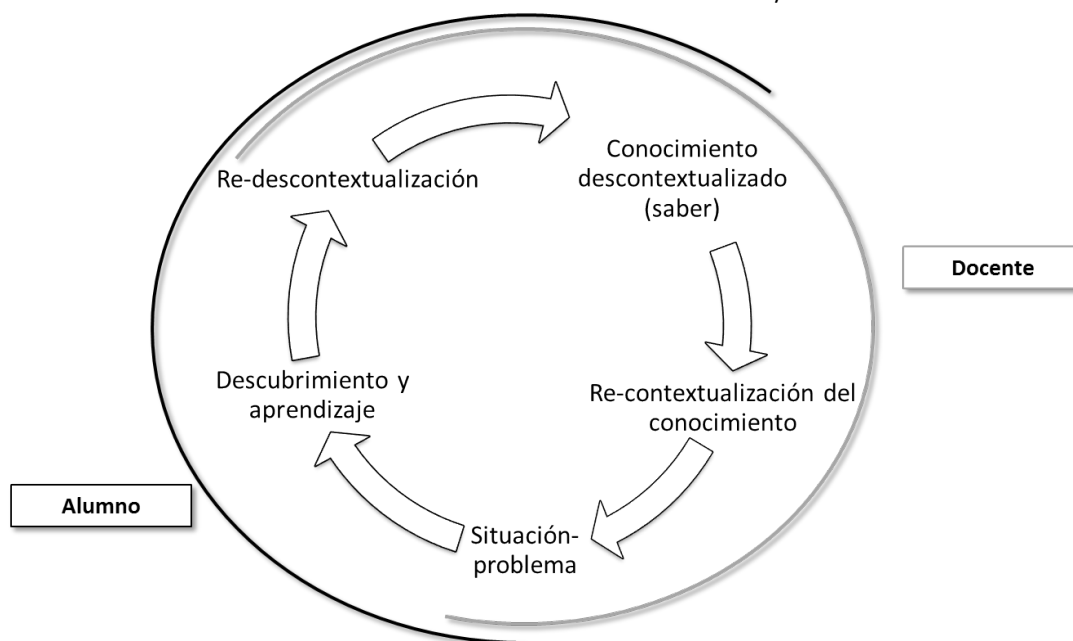 Conocimiento
descontextualizado
(saber)
Re-descontextualización
Docente
Re-contextualización del
conocimiento
Descubrimiento y
aprendizaje
Alumno
Situación-
problema